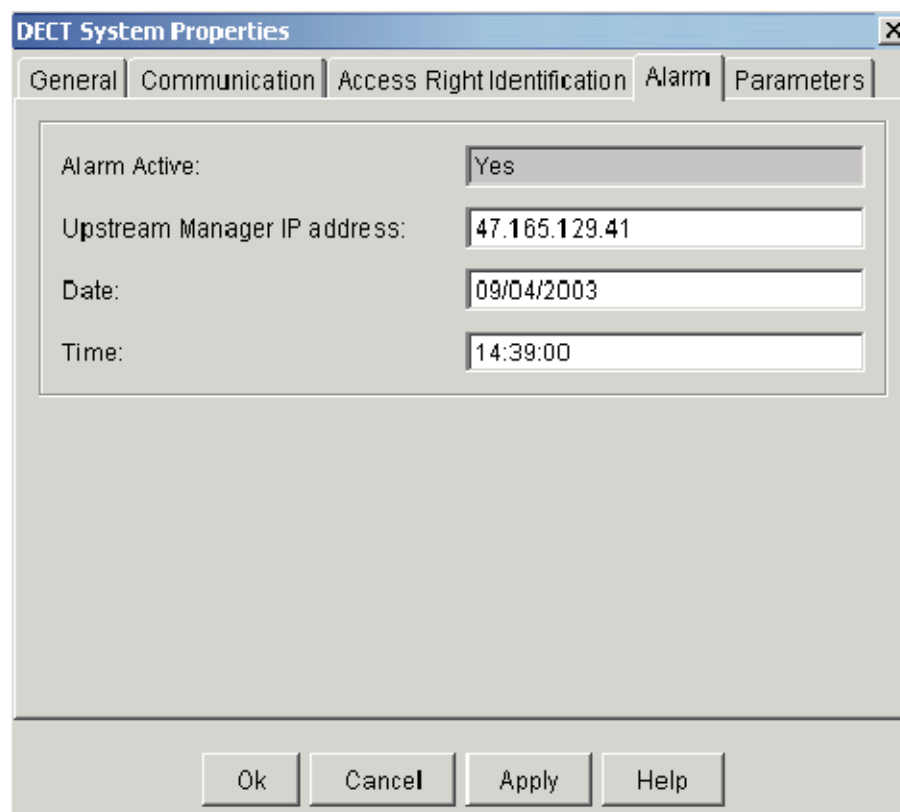 DECT System Properties
General Communication Access Right Identification Alarm Parameters
Alarm Active: Yes
Upstream Manager IP address: 47.165.129.41
Date: 09/04/2003
Time: 14:39:00
Ok Cancel Apply Help